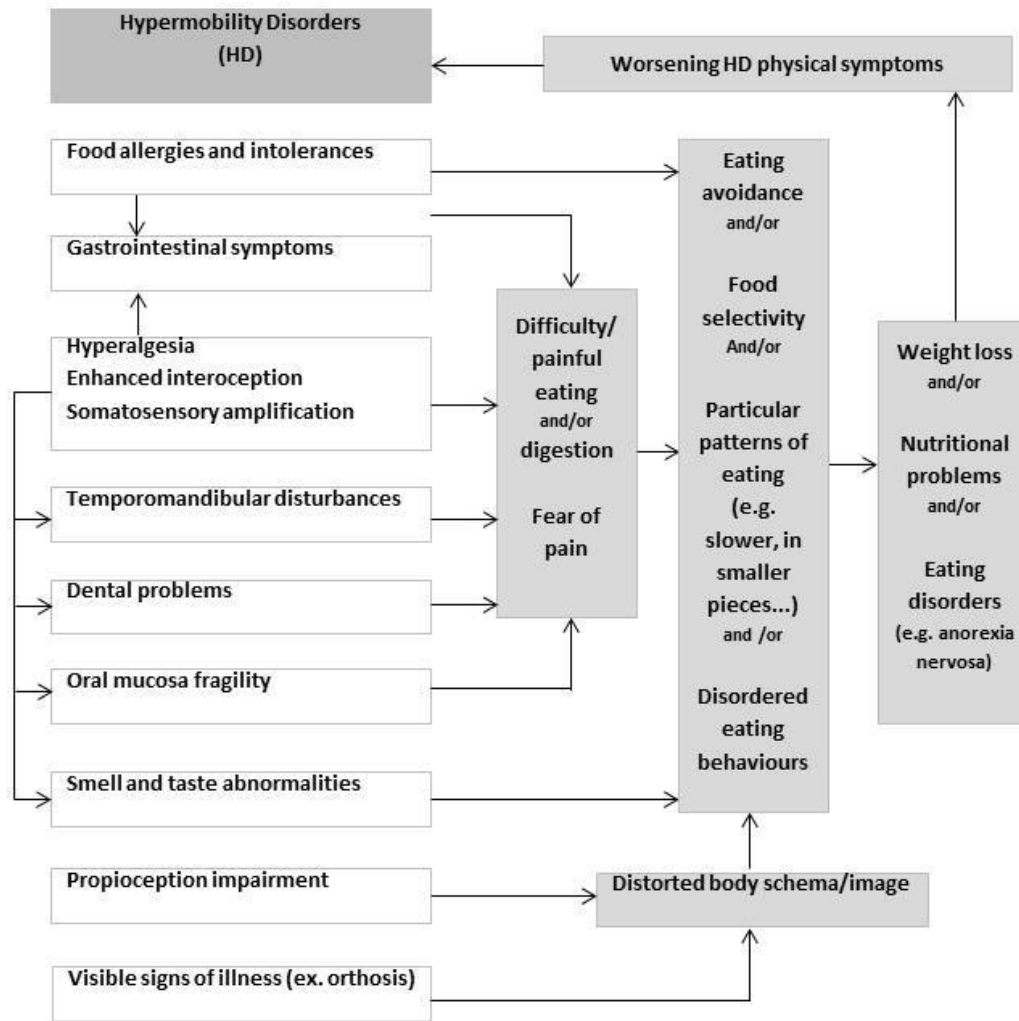 Hypermobility Disorders
(HD)
Worsening HD physical symptoms
Food allergies and intolerances
Gastrointestinal symptoms
Hyperalgesia
Enhanced interoception
Somatosensory amplification
Temporomandibular disturbances
Dental problems
Oral mucosa fragility
Smell and taste abnormalities
Propioception impairment
Visible signs of illness (ex. orthosis)
Difficulty/
painful
eating
and/or
digestion
Fear of
pain
Eating
avoidance
and/or
Food
selectivity
And/or
Particular
patterns of
eating
(e.g.
slower, in
smaller
pieces...)
and /or
Disordered
eating
behaviours
Distorted body schema/image
Weight loss
and/or
Nutritional
problems
and/or
Eating
disorders
(e.g. anorexia
nervosa)